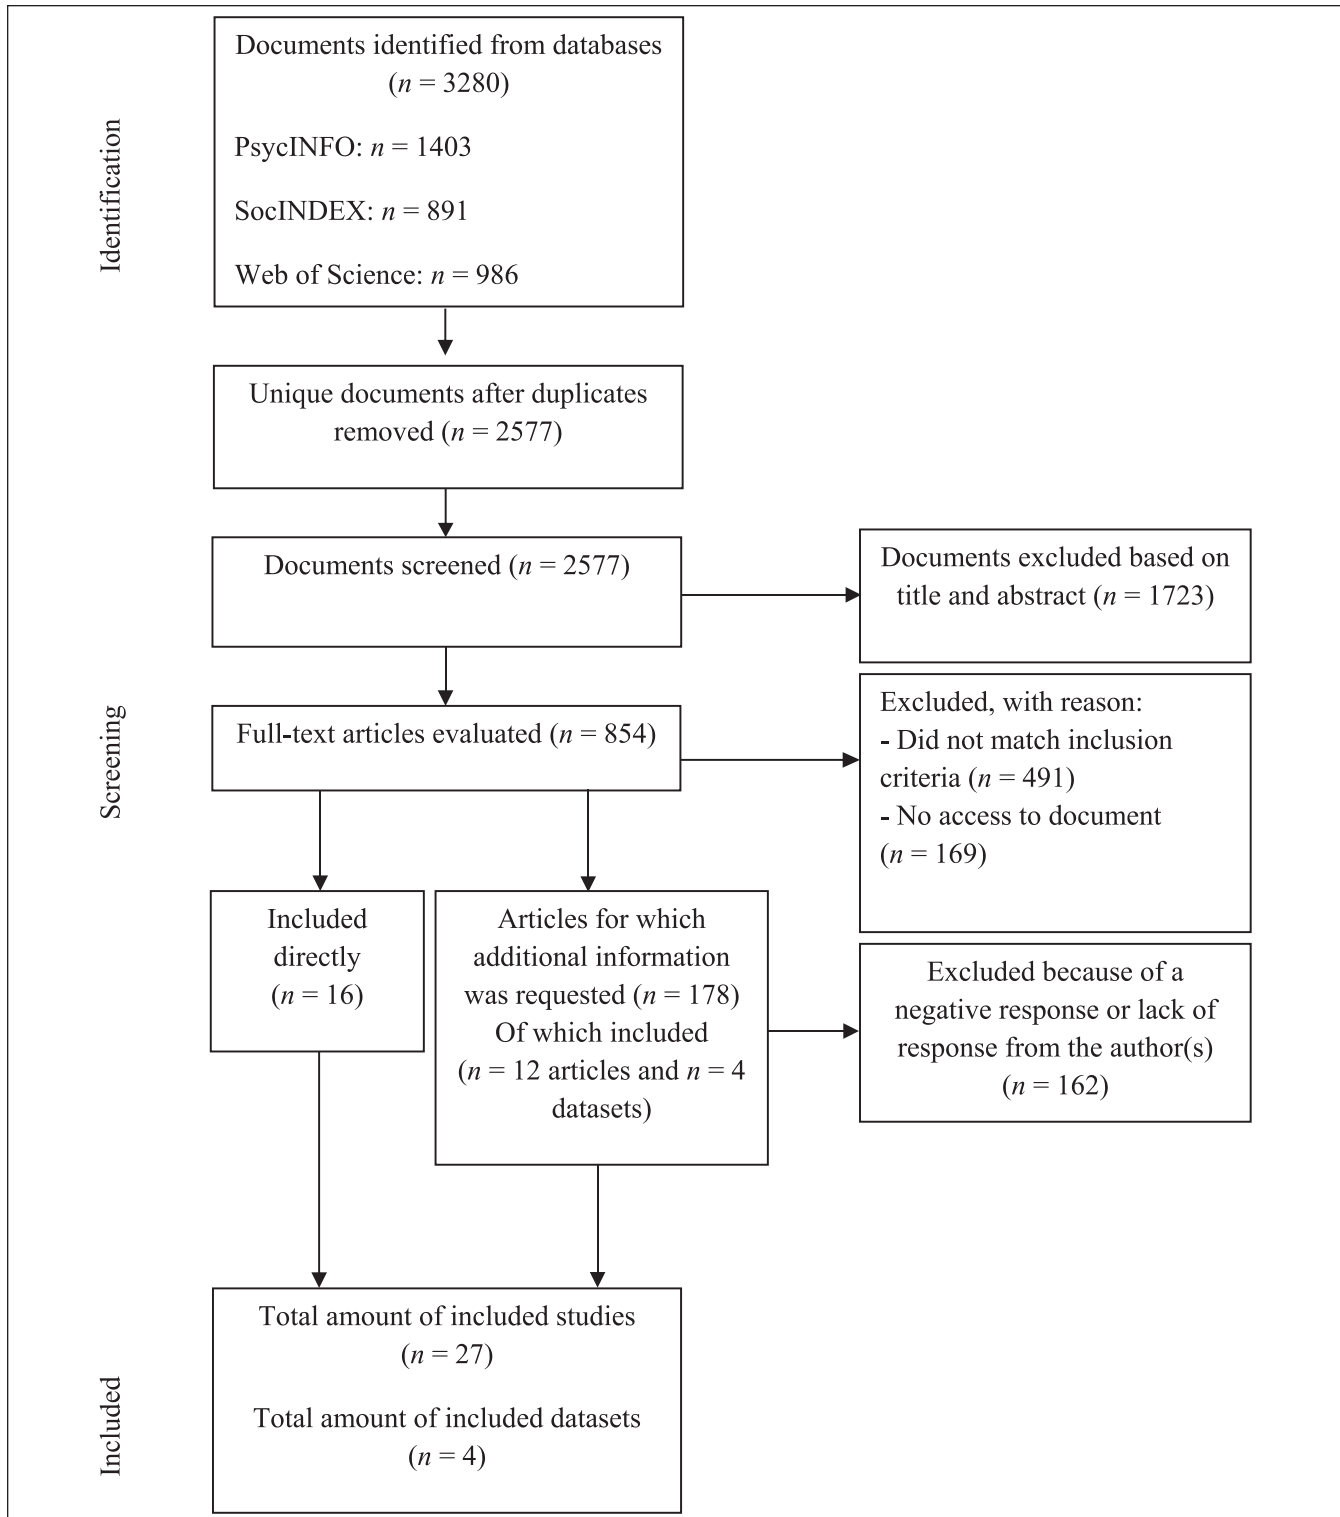 Identification
Documents identified from databases
(n = 3280)
PsycINFO: n = 1403
SocINDEX: n = 891
Web of Science: n = 986
Unique documents after duplicates
removed (n = 2577)
Screening
Documents screened (n = 2577)
Documents excluded based on
title and abstract (n = 1723)
Full-text articles evaluated (n = 854)
Excluded, with reason:
- Did not match inclusion
criteria (n = 491)
- No access to document
(n = 169)
Included
directly
(n = 16)
Articles for which
additional information
was requested (n = 178)
Of which included
(n = 12 articles and n = 4
datasets)
Excluded because of a
negative response or lack of
response from the author(s)
(n = 162)
Included
Total amount of included studies
(n = 27)
Total amount of included datasets
(n = 4)